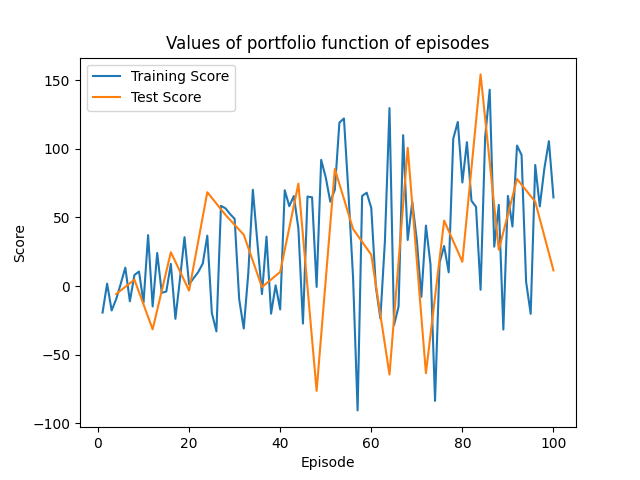 Values of portfolio function of episodes
Training Score
Test Score
150
100
50
0
−50
−100
Score
0
20
40
60
80
100
Episode